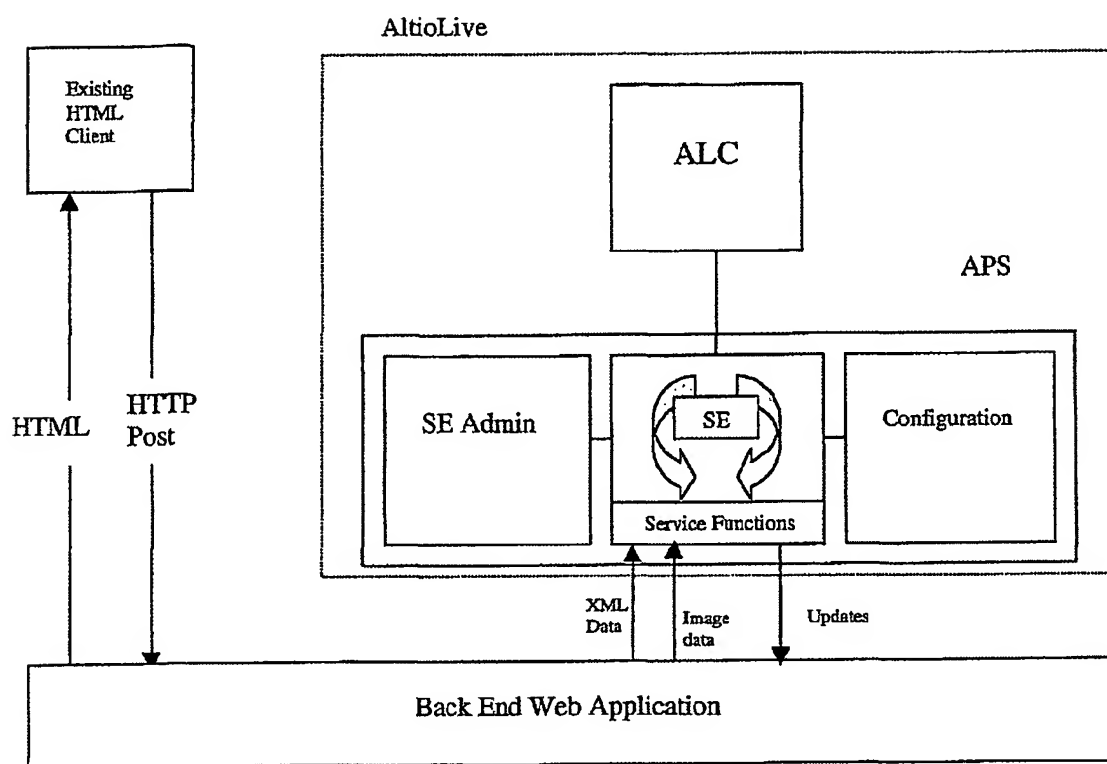 AltioLive
Existing
HTML
Client
ALC
APS
HTML
HTTP
Post
SE Admin
SE
Configuration
Service Functions
XML
Data
Image
data
Updates
Back End Web Application